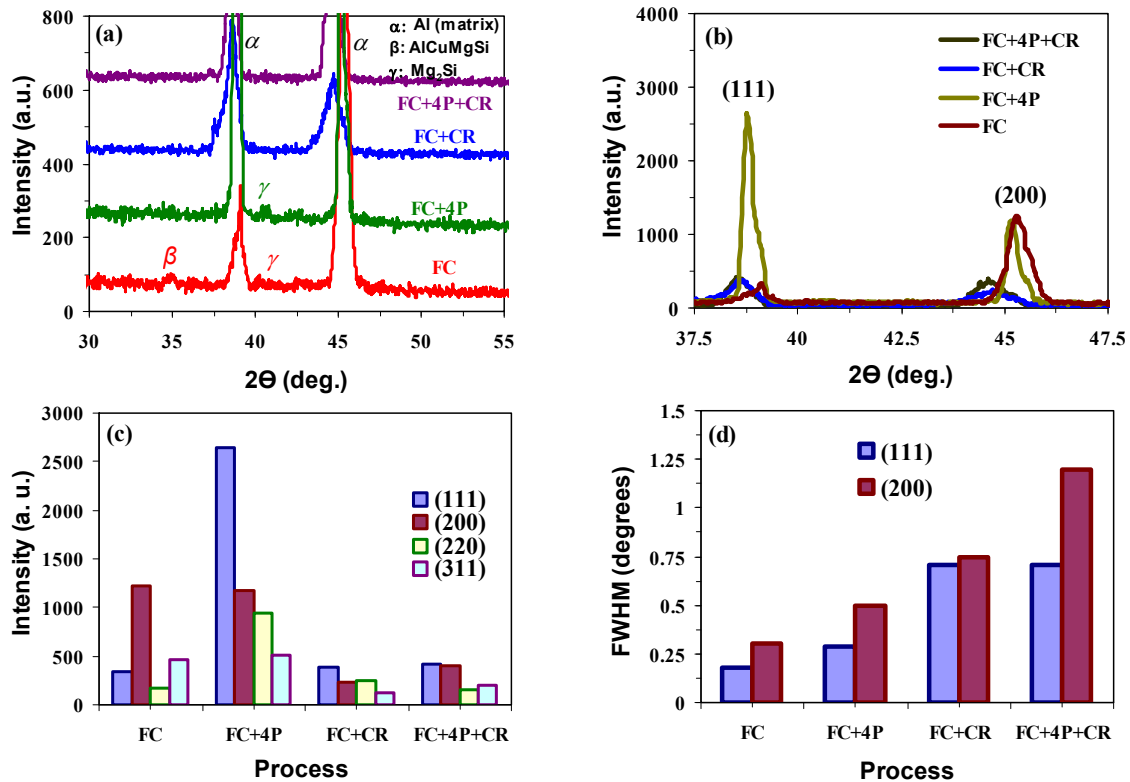 (a)
α: Al (matrix)
β: AlCuMgSi
γ: Mg2Si
α
α
FC+4P+CR
FC+CR
γ
FC+4P
β
γ
FC
800
600
400
200
0
30 35 40 45 50 55
Intensity (a.u.)
2Ө (deg.)
(b)
FC+4P+CR
FC+CR
FC+4P
FC
(111)
(200)
4000
3000
2000
1000
0
37.5 40 42.5 45 47.5
Intensity (a.u.)
2Ө (deg.)
(c)
(111)
(200)
(220)
(311)
3000
2500
2000
1500
1000
500
0
FC FC+4P FC+CR FC+4P+CR
Intensity (a. u.)
Process
(d)
(111)
(200)
1.5
1.25
1
0.75
0.5
0.25
0
FC FC+4P FC+CR FC+4P+CR
FWHM (degrees)
Process